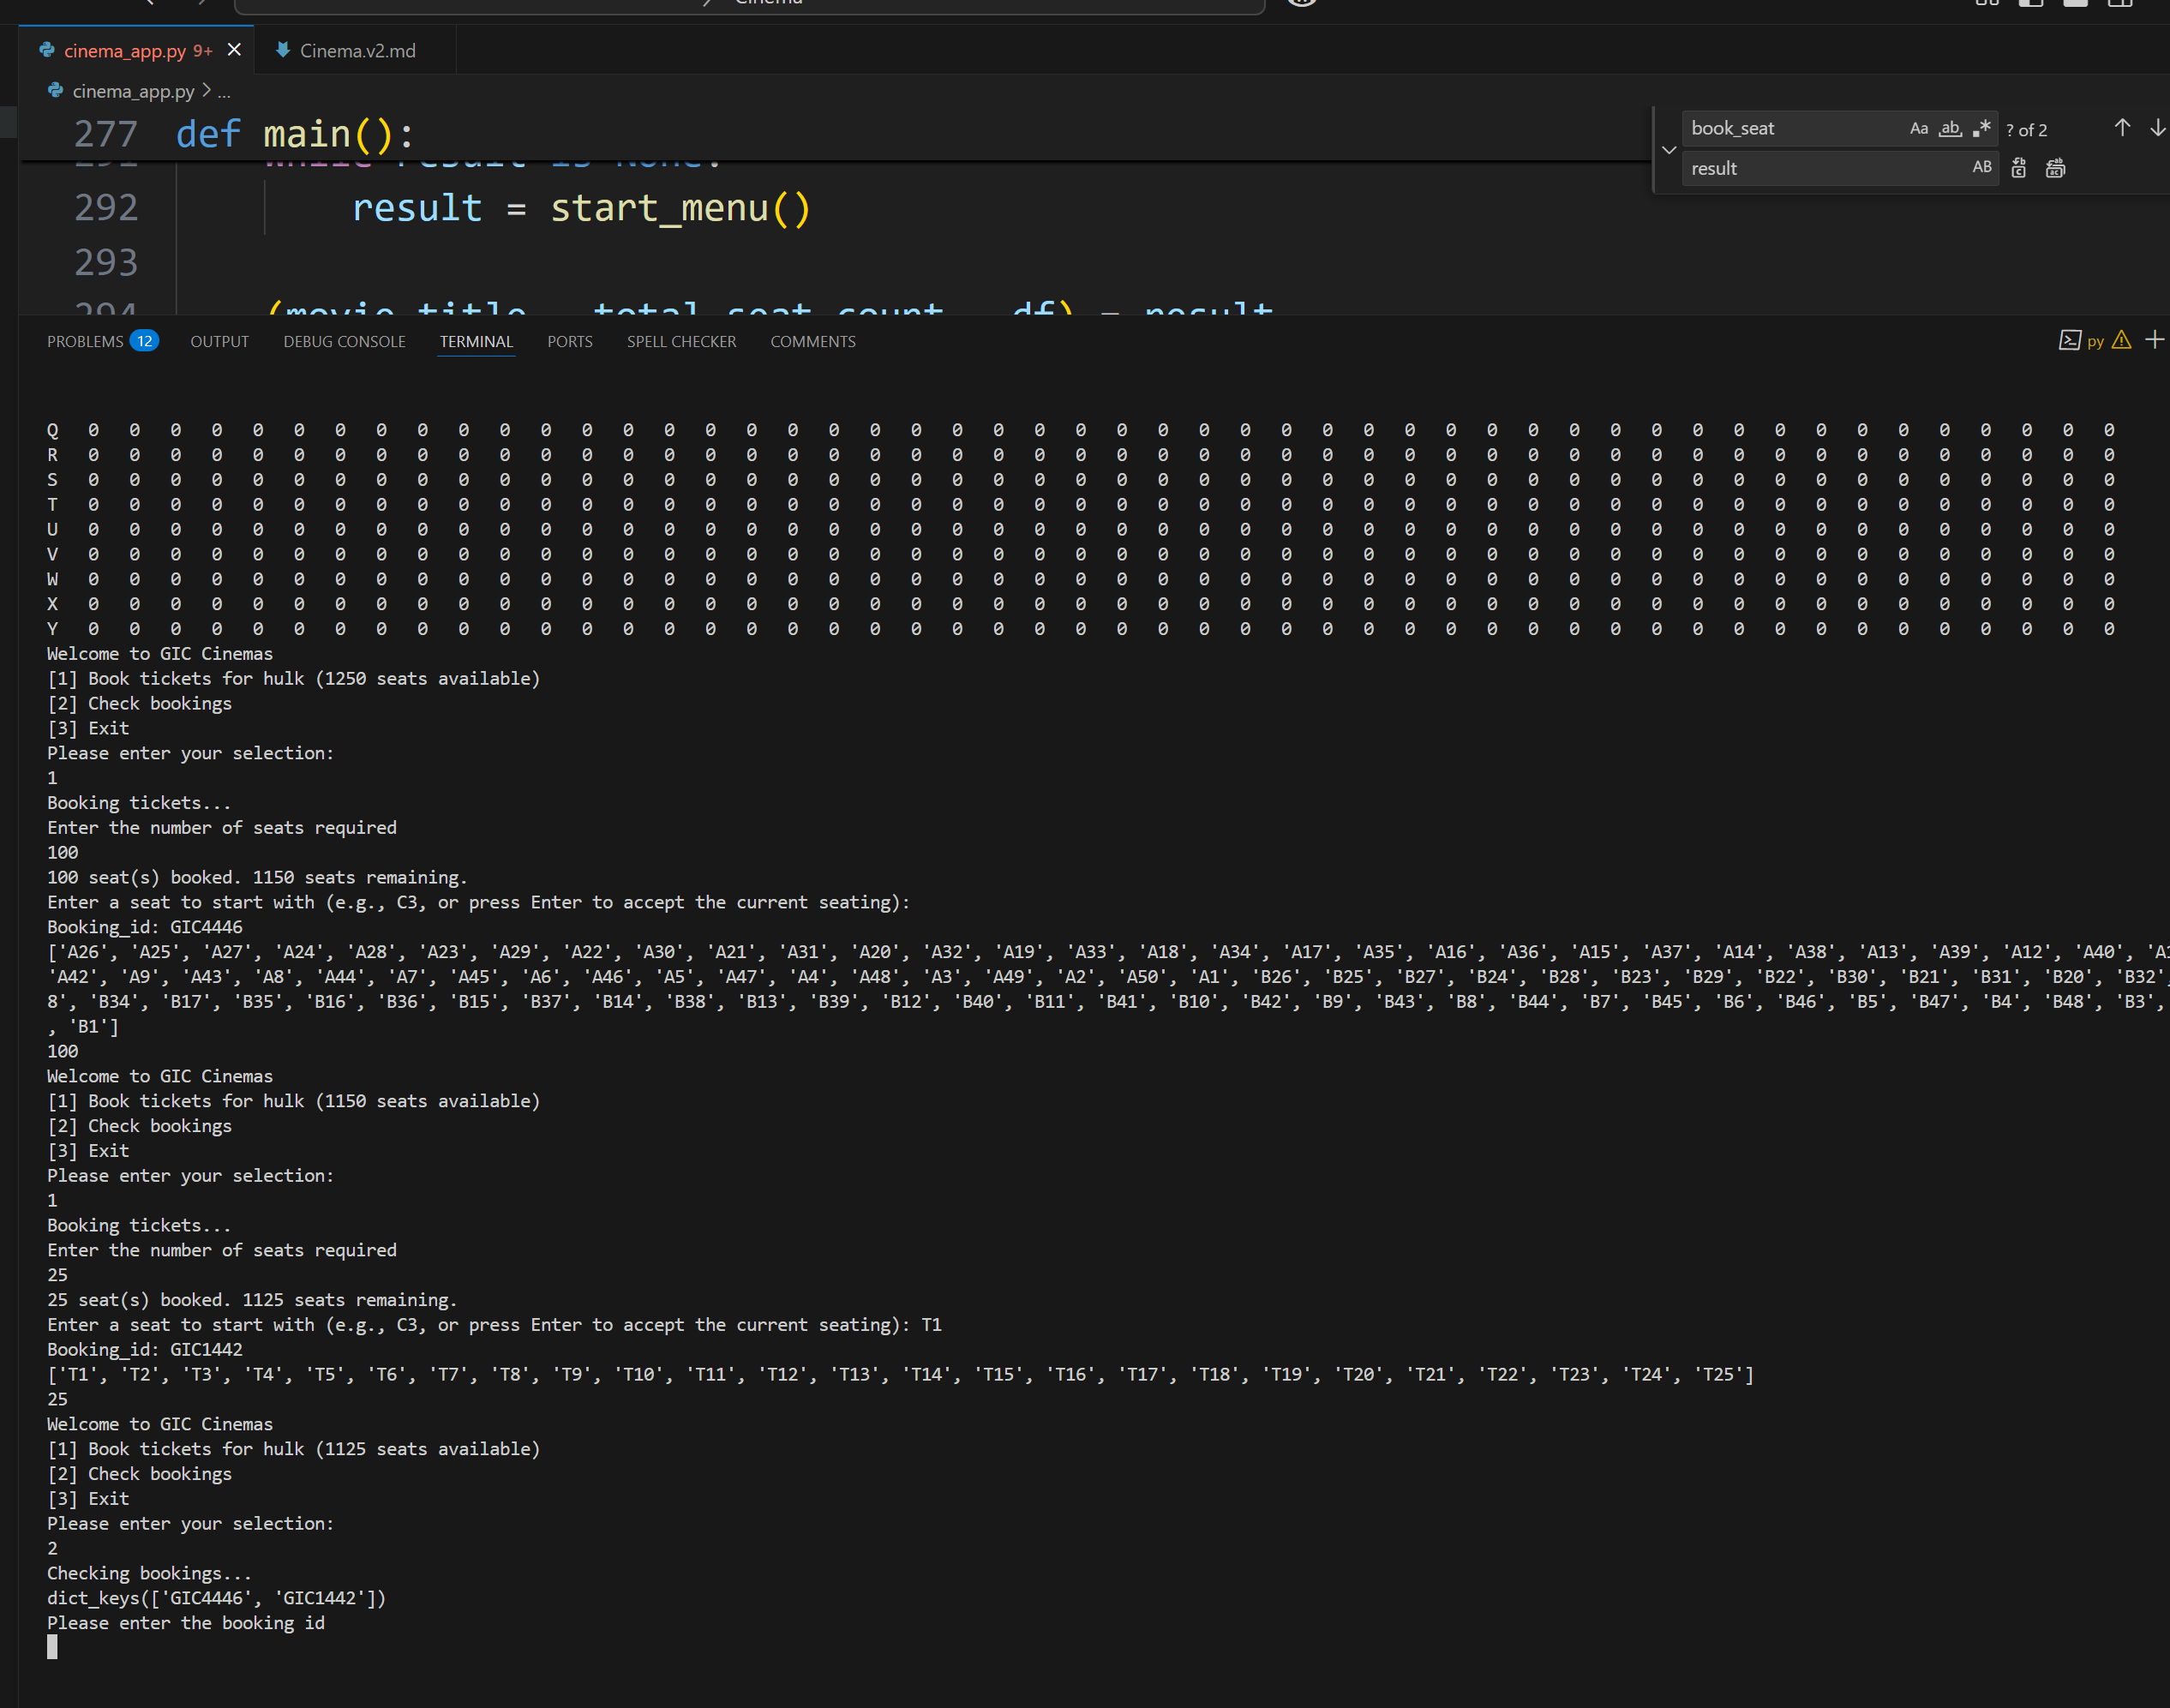 Cinema
cinema_app.py 9+
Cinema.v2.md
cinema_app.py > ...
277 def main():
book_seat Aa ab ? of 2
result AB
291 while result is None:
292 result = start_menu()
293
294 (movie_title, total_seat_count, df) = result
PROBLEMS 12 OUTPUT DEBUG CONSOLE TERMINAL PORTS SPELL CHECKER COMMENTS py
Q 0 0 0 0 0 0 0 0 0 0 0 0 0 0 0 0 0 0 0 0 0 0 0 0 0 0 0 0 0 0 0 0 0 0 0 0 0 0 0 0 0 0 0 0 0 0 0 0 0 0
R 0 0 0 0 0 0 0 0 0 0 0 0 0 0 0 0 0 0 0 0 0 0 0 0 0 0 0 0 0 0 0 0 0 0 0 0 0 0 0 0 0 0 0 0 0 0 0 0 0 0
S 0 0 0 0 0 0 0 0 0 0 0 0 0 0 0 0 0 0 0 0 0 0 0 0 0 0 0 0 0 0 0 0 0 0 0 0 0 0 0 0 0 0 0 0 0 0 0 0 0 0
T 0 0 0 0 0 0 0 0 0 0 0 0 0 0 0 0 0 0 0 0 0 0 0 0 0 0 0 0 0 0 0 0 0 0 0 0 0 0 0 0 0 0 0 0 0 0 0 0 0 0
U 0 0 0 0 0 0 0 0 0 0 0 0 0 0 0 0 0 0 0 0 0 0 0 0 0 0 0 0 0 0 0 0 0 0 0 0 0 0 0 0 0 0 0 0 0 0 0 0 0 0
V 0 0 0 0 0 0 0 0 0 0 0 0 0 0 0 0 0 0 0 0 0 0 0 0 0 0 0 0 0 0 0 0 0 0 0 0 0 0 0 0 0 0 0 0 0 0 0 0 0 0
W 0 0 0 0 0 0 0 0 0 0 0 0 0 0 0 0 0 0 0 0 0 0 0 0 0 0 0 0 0 0 0 0 0 0 0 0 0 0 0 0 0 0 0 0 0 0 0 0 0 0
X 0 0 0 0 0 0 0 0 0 0 0 0 0 0 0 0 0 0 0 0 0 0 0 0 0 0 0 0 0 0 0 0 0 0 0 0 0 0 0 0 0 0 0 0 0 0 0 0 0 0
Y 0 0 0 0 0 0 0 0 0 0 0 0 0 0 0 0 0 0 0 0 0 0 0 0 0 0 0 0 0 0 0 0 0 0 0 0 0 0 0 0 0 0 0 0 0 0 0 0 0 0
Welcome to GIC Cinemas
[1] Book tickets for hulk (1250 seats available)
[2] Check bookings
[3] Exit
Please enter your selection:
1
Booking tickets...
Enter the number of seats required
100
100 seat(s) booked. 1150 seats remaining.
Enter a seat to start with (e.g., C3, or press Enter to accept the current seating):
Booking_id: GIC4446
['A26', 'A25', 'A27', 'A24', 'A28', 'A23', 'A29', 'A22', 'A30', 'A21', 'A31', 'A20', 'A32', 'A19', 'A33', 'A18', 'A34', 'A17', 'A35', 'A16', 'A36', 'A15', 'A37', 'A14', 'A38', 'A13', 'A39', 'A12', 'A40',
'A42', 'A9', 'A43', 'A8', 'A44', 'A7', 'A45', 'A6', 'A46', 'A5', 'A47', 'A4', 'A48', 'A3', 'A49', 'A2', 'A50', 'A1', 'B26', 'B25', 'B27', 'B24', 'B28', 'B23', 'B29', 'B22', 'B30', 'B21', 'B31', 'B20', 'B32'
8', 'B34', 'B17', 'B35', 'B16', 'B36', 'B15', 'B37', 'B14', 'B38', 'B13', 'B39', 'B12', 'B40', 'B11', 'B41', 'B10', 'B42', 'B9', 'B43', 'B8', 'B44', 'B7', 'B45', 'B6', 'B46', 'B5', 'B47', 'B4', 'B48', 'B3',
, 'B1']
100
Welcome to GIC Cinemas
[1] Book tickets for hulk (1150 seats available)
[2] Check bookings
[3] Exit
Please enter your selection:
1
Booking tickets...
Enter the number of seats required
25
25 seat(s) booked. 1125 seats remaining.
Enter a seat to start with (e.g., C3, or press Enter to accept the current seating): T1
Booking_id: GIC1442
['T1', 'T2', 'T3', 'T4', 'T5', 'T6', 'T7', 'T8', 'T9', 'T10', 'T11', 'T12', 'T13', 'T14', 'T15', 'T16', 'T17', 'T18', 'T19', 'T20', 'T21', 'T22', 'T23', 'T24', 'T25']
25
Welcome to GIC Cinemas
[1] Book tickets for hulk (1125 seats available)
[2] Check bookings
[3] Exit
Please enter your selection:
2
Checking bookings...
dict_keys(['GIC4446', 'GIC1442'])
Please enter the booking id